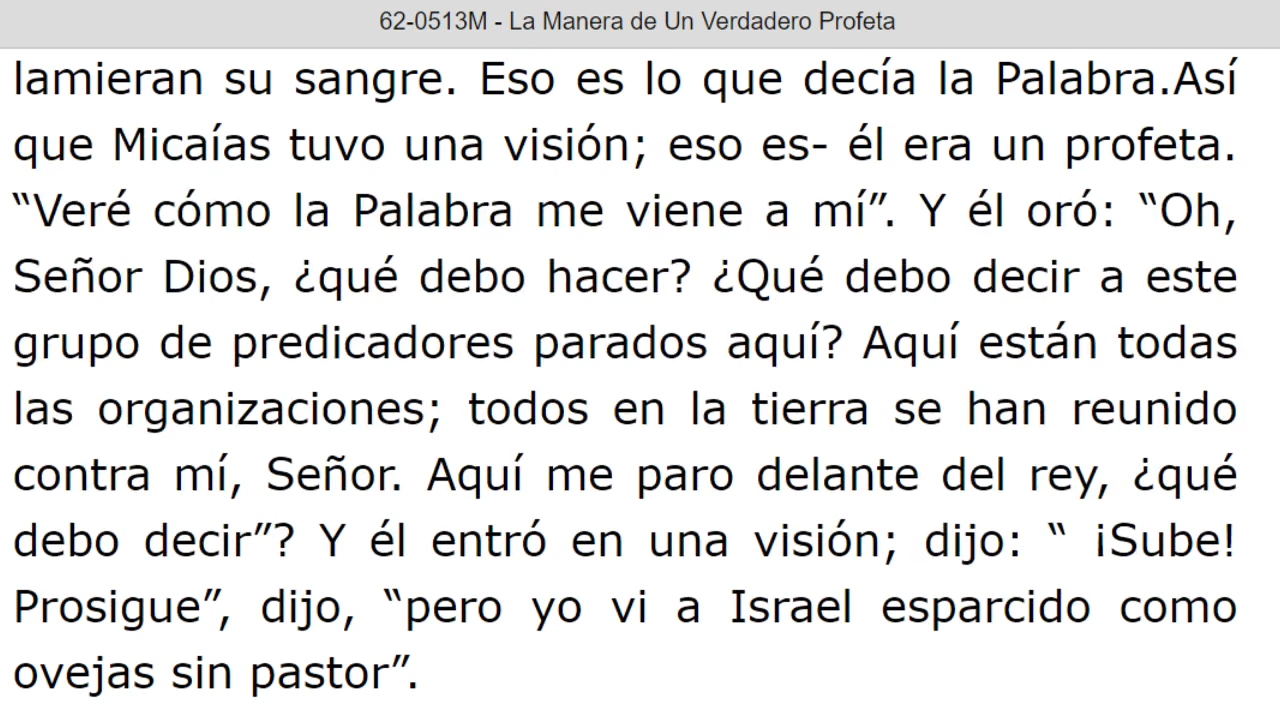 62-0513M - La Manera de Un Verdadero Profeta
lamieran su sangre. Eso es lo que decía la Palabra.Así
que Micaías tuvo una visión; eso es- él era un profeta.
“Veré cómo la Palabra me viene a mí”. Y él oró: “Oh,
Señor Dios, ¿qué debo hacer? ¿Qué debo decir a este
grupo de predicadores parados aquí? Aquí están todas
las organizaciones; todos en la tierra se han reunido
contra mí, Señor. Aquí me paro delante del rey, ¿qué
debo decir”? Y él entró en una visión; dijo: “ ¡Sube!
Prosigue”, dijo, “pero yo vi a Israel esparcido como
ovejas sin pastor”.